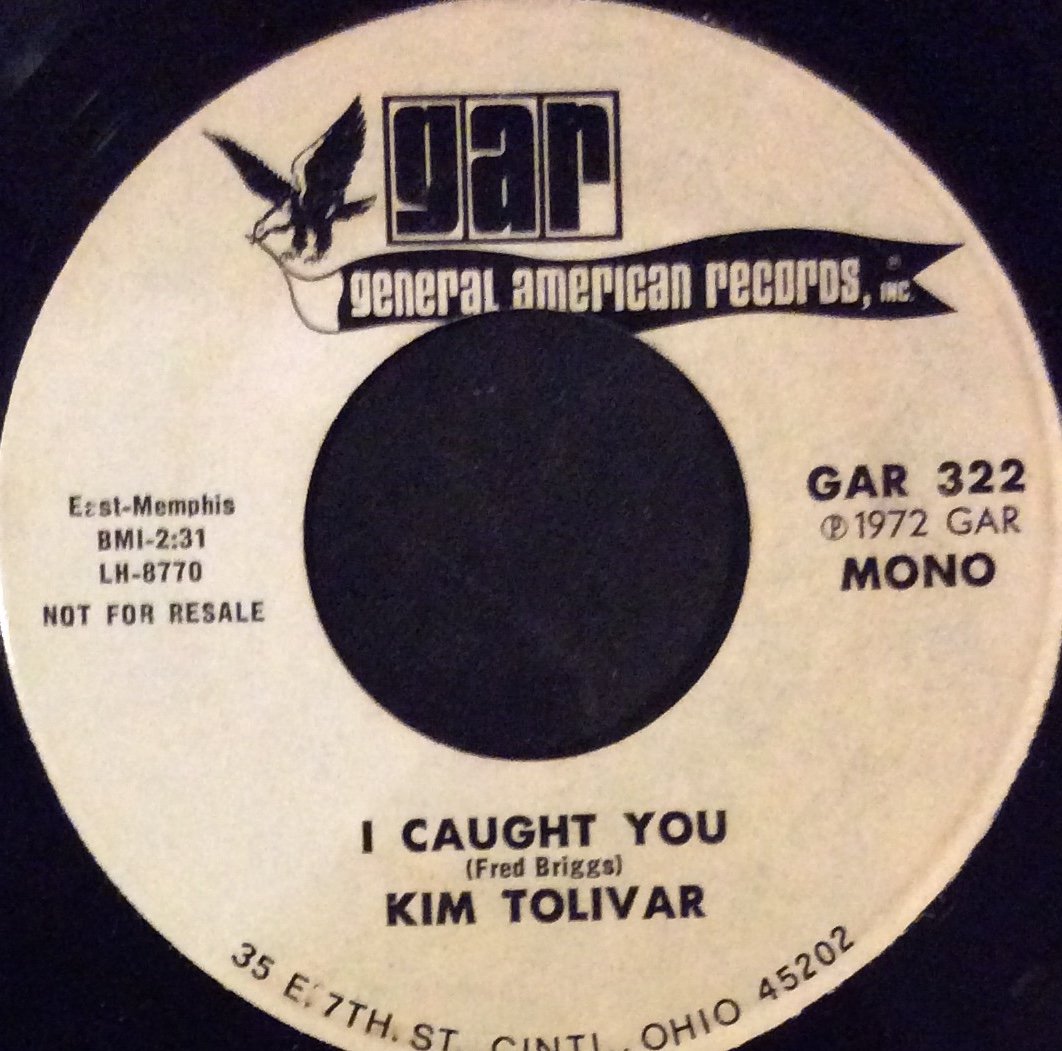 gar
general american records, INC.
East-Memphis
BMI-2:31
LH-8770
NOT FOR RESALE
GAR 322
℗ 1972 GAR
MONO
I CAUGHT YOU
(Fred Briggs)
KIM TOLIVAR
35 E. 7TH. ST., CINTI., OHIO 45202